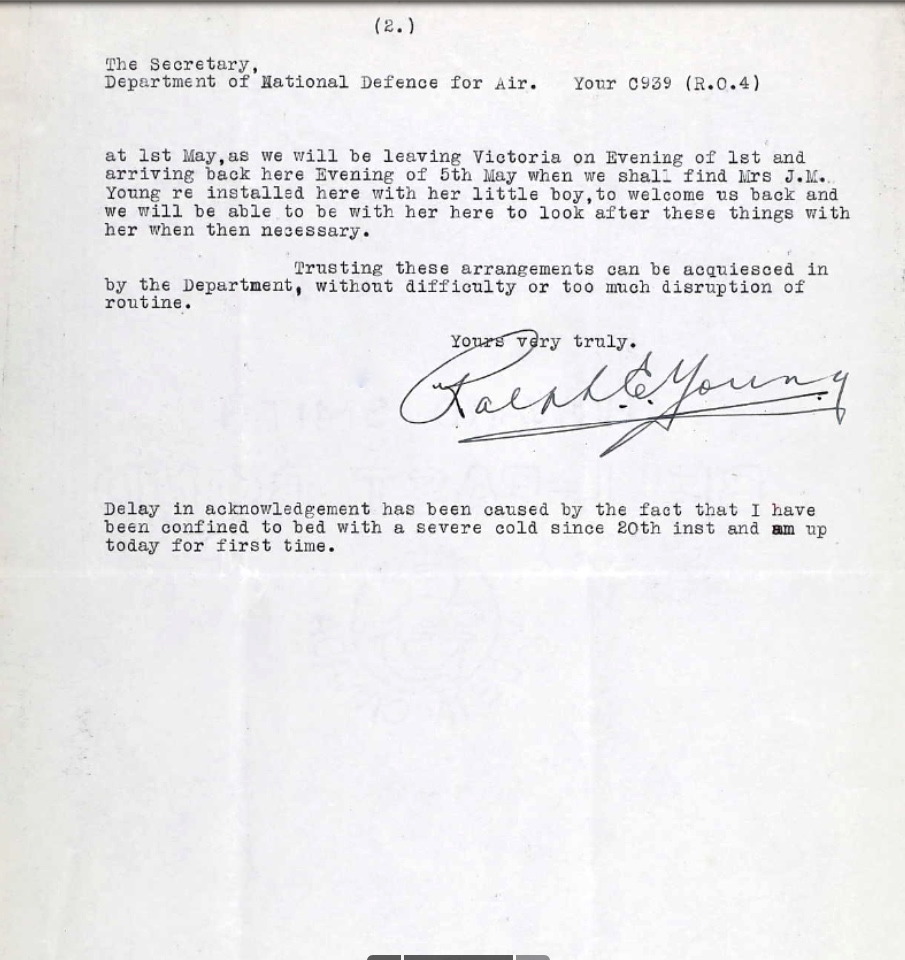 (2.)
The Secretary,
Department of National Defence for Air. Your C939 (R.O.4)
at 1st May,as we will be leaving Victoria on Evening of 1st and
arriving back here Evening of 5th May when we shall find Mrs J.M.
Young re installed here with her little boy,to welcome us back and
we will be able to be with her here to look after these things with
her when then necessary.
Trusting these arrangements can be acquiesced in
by the Department, without difficulty or too much disruption of
routine.
Yours very truly.
Ralph E. Young
Delay in acknowledgement has been caused by the fact that I have
been confined to bed with a severe cold since 20th inst and am up
today for first time.